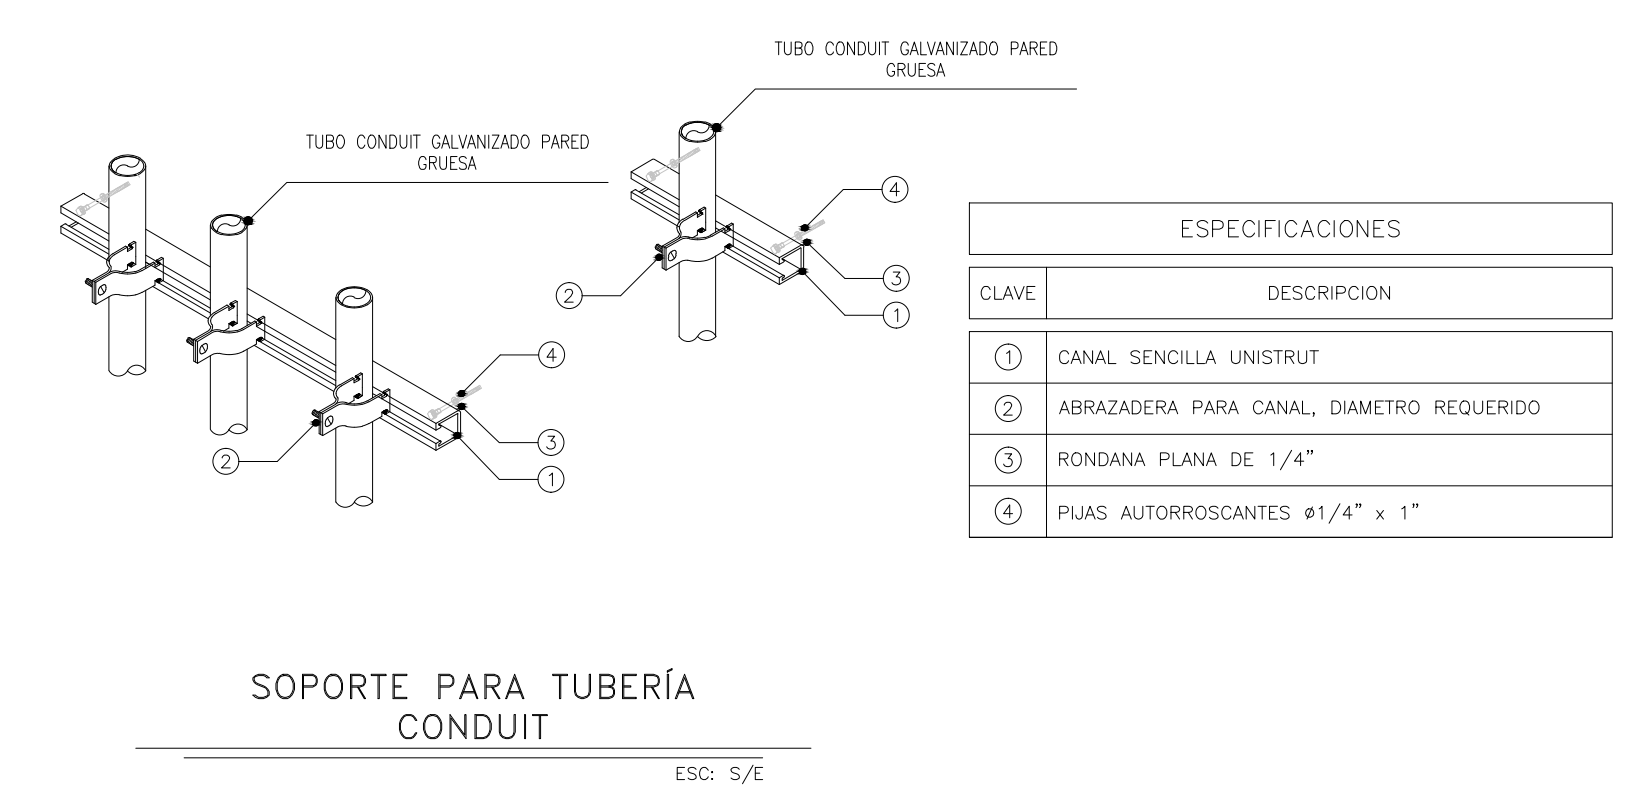 TUBO CONDUIT GALVANIZADO PARED
GRUESA
TUBO CONDUIT GALVANIZADO PARED
GRUESA
4
3
1
2
4
3
1
2
ESPECIFICACIONES
CLAVE DESCRIPCION
1 CANAL SENCILLA UNISTRUT
2 ABRAZADERA PARA CANAL, DIAMETRO REQUERIDO
3 RONDANA PLANA DE 1/4”
4 PIJAS AUTORROSCANTES ø1/4” x 1”
SOPORTE PARA TUBERÍA
CONDUIT
ESC: S/E